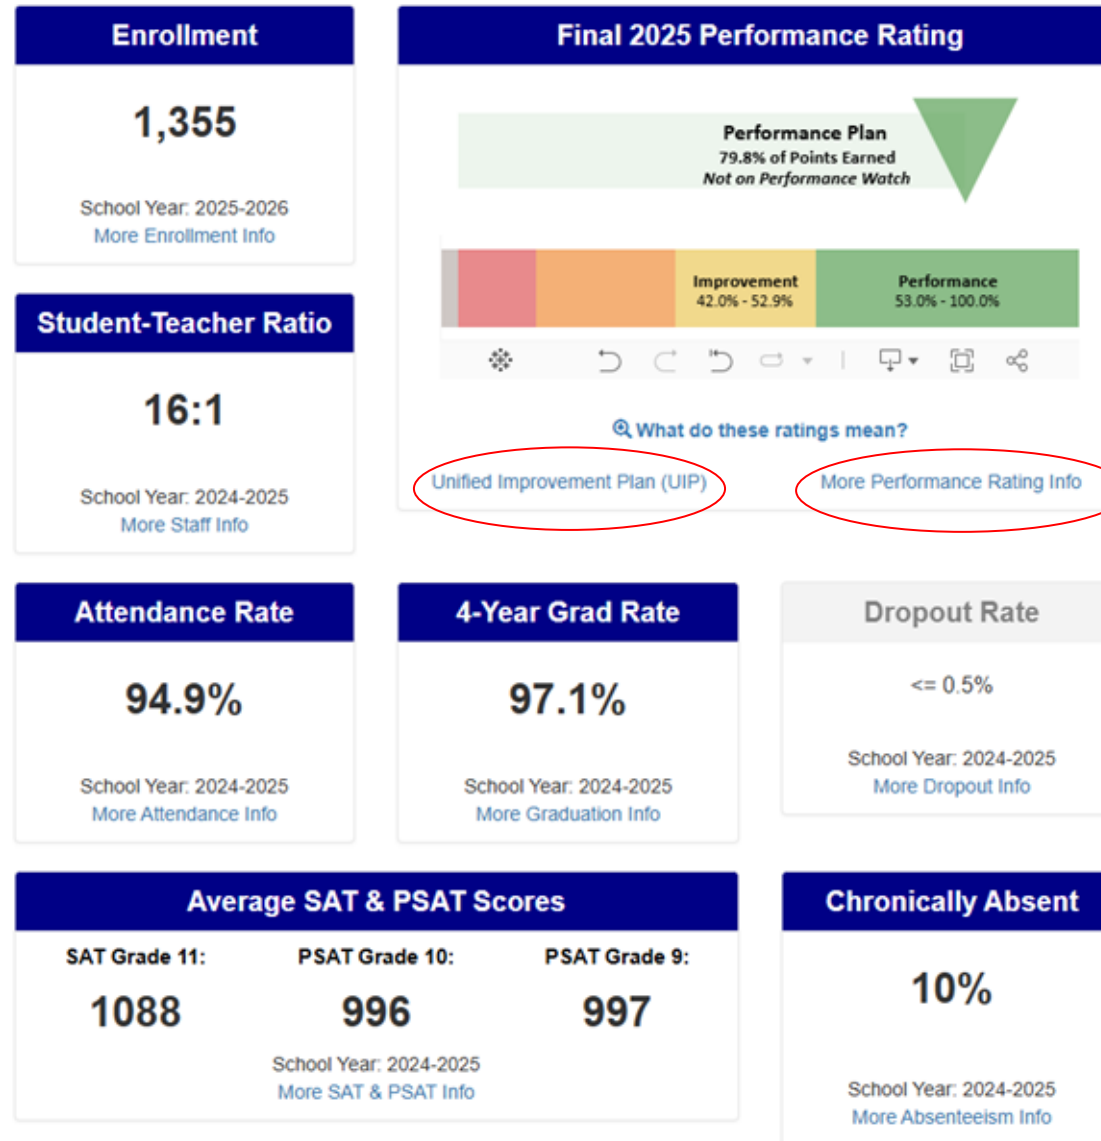 Enrollment
1,355
School Year: 2025-2026
More Enrollment Info
Final 2025 Performance Rating
Performance Plan
79.8% of Points Earned
Not on Performance Watch
Improvement
42.0% - 52.9%
Performance
53.0% - 100.0%
What do these ratings mean?
Unified Improvement Plan (UIP)
More Performance Rating Info
Student-Teacher Ratio
16:1
School Year: 2024-2025
More Staff Info
Attendance Rate
94.9%
School Year: 2024-2025
More Attendance Info
4-Year Grad Rate
97.1%
School Year: 2024-2025
More Graduation Info
Dropout Rate
<= 0.5%
School Year: 2024-2025
More Dropout Info
Average SAT & PSAT Scores
SAT Grade 11: PSAT Grade 10: PSAT Grade 9:
1088 996 997
School Year: 2024-2025
More SAT & PSAT Info
Chronically Absent
10%
School Year: 2024-2025
More Absenteeism Info